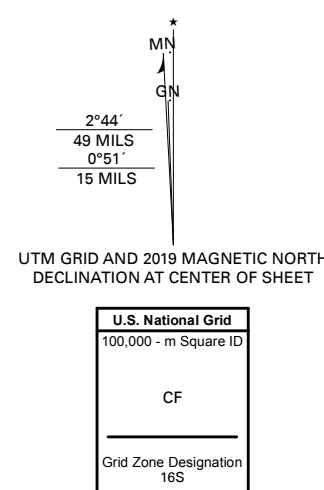 ★
MN
GN
2°44´
49 MILS
0°51´
15 MILS
UTM GRID AND 2019 MAGNETIC NORTH
DECLINATION AT CENTER OF SHEET
U.S. National Grid
100,000 - m Square ID
CF
Grid Zone Designation
16S